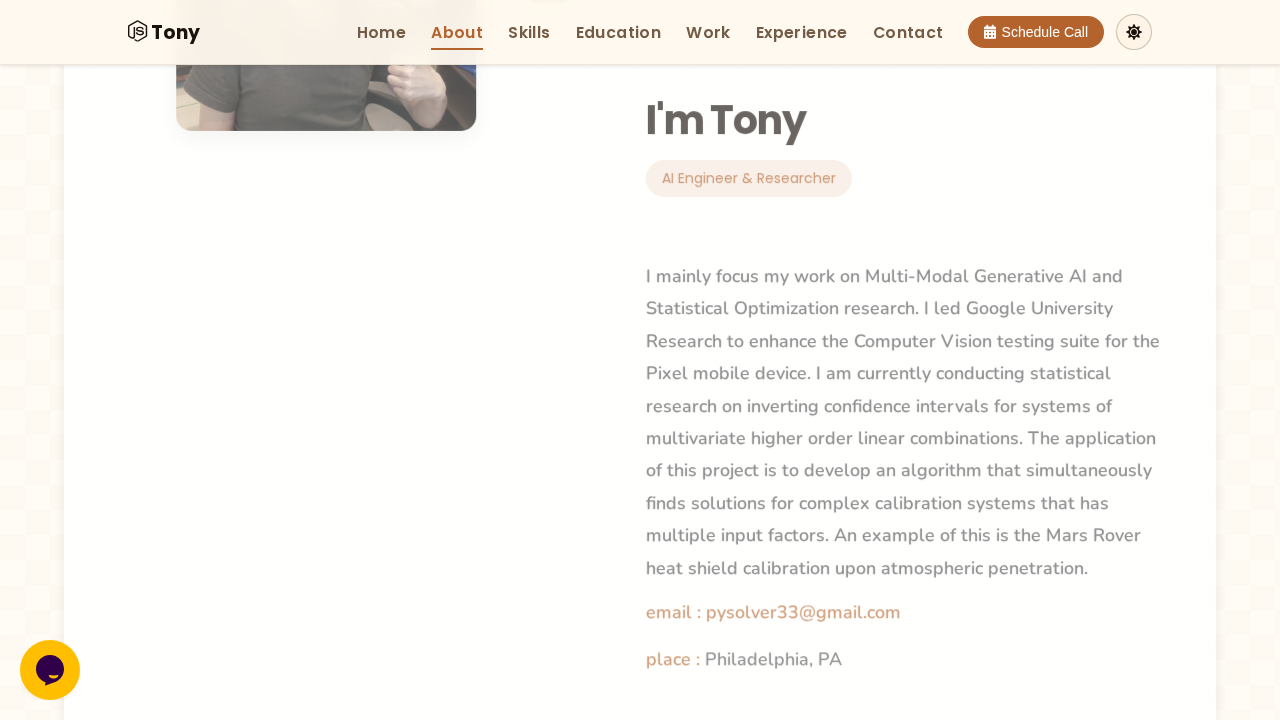 Tony
Home
About
Skills
Education
Work
Experience
Contact
Schedule Call
I'm Tony
AI Engineer & Researcher
I mainly focus my work on Multi-Modal Generative AI and
Statistical Optimization research. I led Google University
Research to enhance the Computer Vision testing suite for the
Pixel mobile device. I am currently conducting statistical
research on inverting confidence intervals for systems of
multivariate higher order linear combinations. The application
of this project is to develop an algorithm that simultaneously
finds solutions for complex calibration systems that has
multiple input factors. An example of this is the Mars Rover
heat shield calibration upon atmospheric penetration.
email : pysolver33@gmail.com
place : Philadelphia, PA